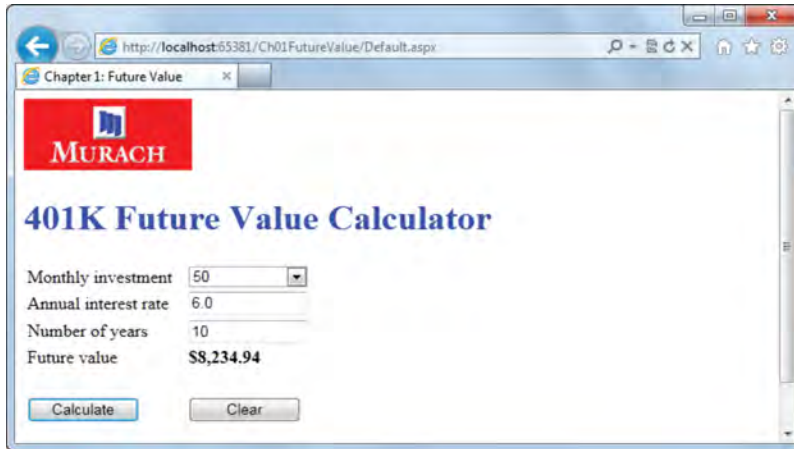 http://localhost:65381/Ch01FutureValue/Default.aspx
Chapter 1: Future Value
MURACH
401K Future Value Calculator
Monthly investment 50
Annual interest rate 6.0
Number of years 10
Future value $8,234.94
Calculate Clear